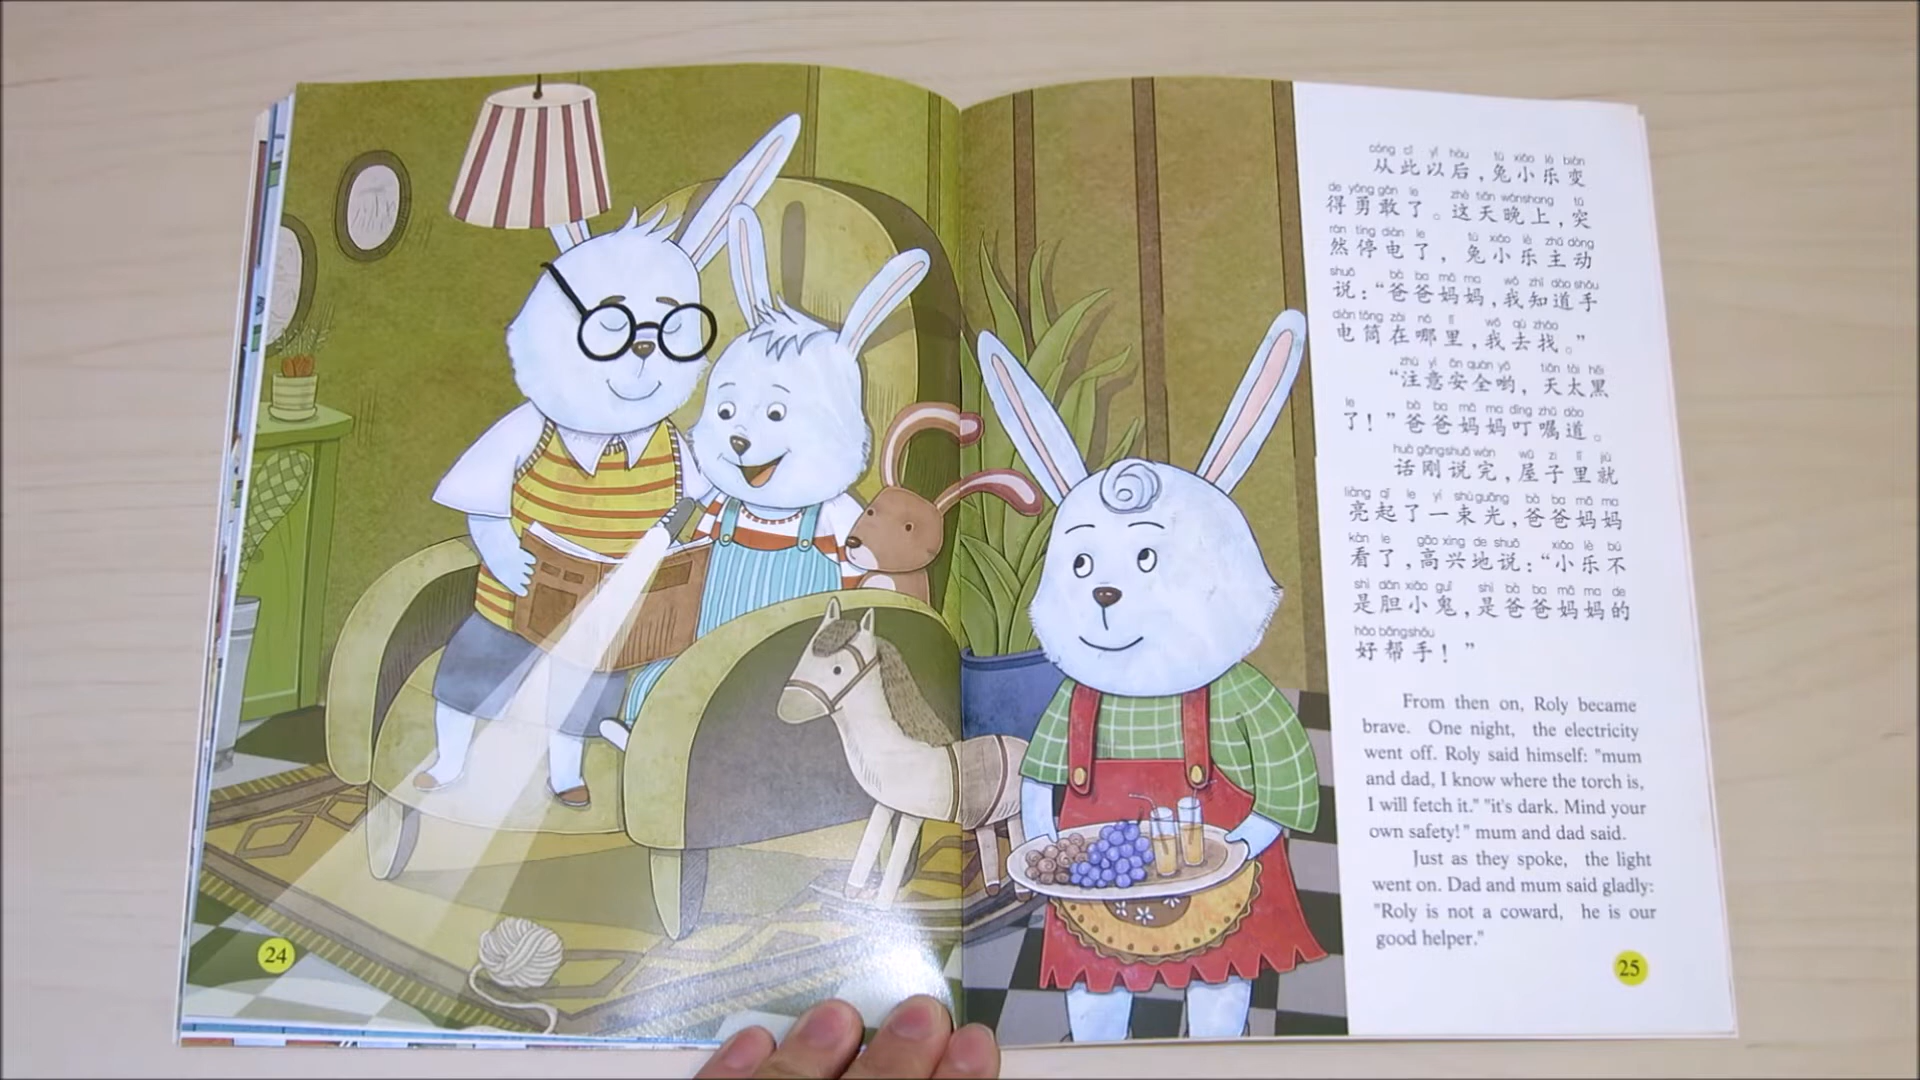 24
cóng cǐ yǐ hòu tù xiǎo lè biàn
从此以后，兔小乐变
de yǒng gǎn le zhè tiān wǎnshang tū
得勇敢了。这天晚上，突
rán tíng diàn le tù xiǎo lè zhǔ dòng
然停电了，兔小乐主动
shuō bà ba mā ma wǒ zhī dào shǒu
说：“爸爸妈妈，我知道手
diàn tǒng zài nǎ lǐ wǒ qù zhǎo
电筒在哪里，我去找。”
zhù yì ān quán yō tiān tài hēi
“注意安全哟，天太黑
le bà ba mā ma dīng zhǔ dào
了！”爸爸妈妈叮嘱道。
huà gāng shuō wán wū zi lǐ jiù
话刚说完，屋子里就
liàng qǐ le yí shù guāng bà ba mā ma
亮起了一束光，爸爸妈妈
kàn le gāo xìng de shuō xiǎo lè bú
看了，高兴地说：“小乐不
shì dǎn xiǎo guǐ shì bà ba mā ma de
是胆小鬼，是爸爸妈妈的
hǎo bāngshǒu
好帮手！”
From then on, Roly became
brave. One night, the electricity
went off. Roly said himself: "mum
and dad, I know where the torch is,
I will fetch it." "it's dark. Mind your
own safety!" mum and dad said.
Just as they spoke, the light
went on. Dad and mum said gladly:
"Roly is not a coward, he is our
good helper."
25